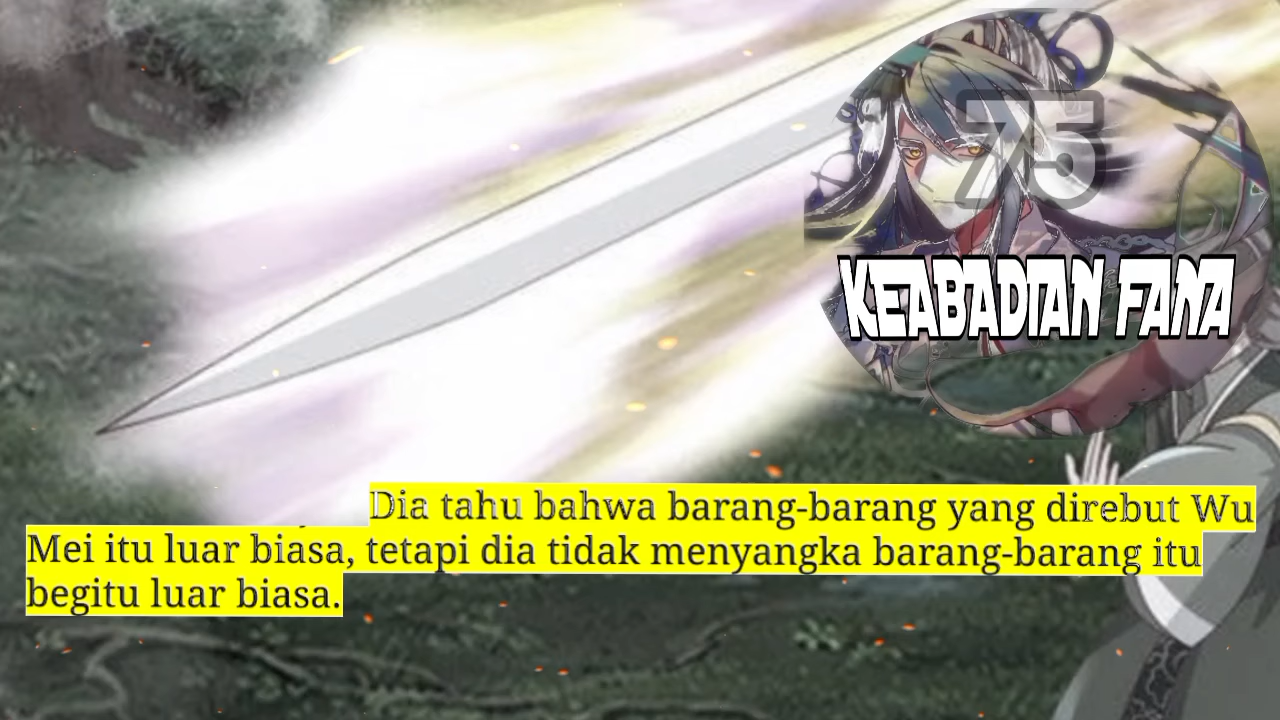 75
KEABADIAN FANA
Dia tahu bahwa barang-barang yang direbut Wu
Mei itu luar biasa, tetapi dia tidak menyangka barang-barang itu
begitu luar biasa.